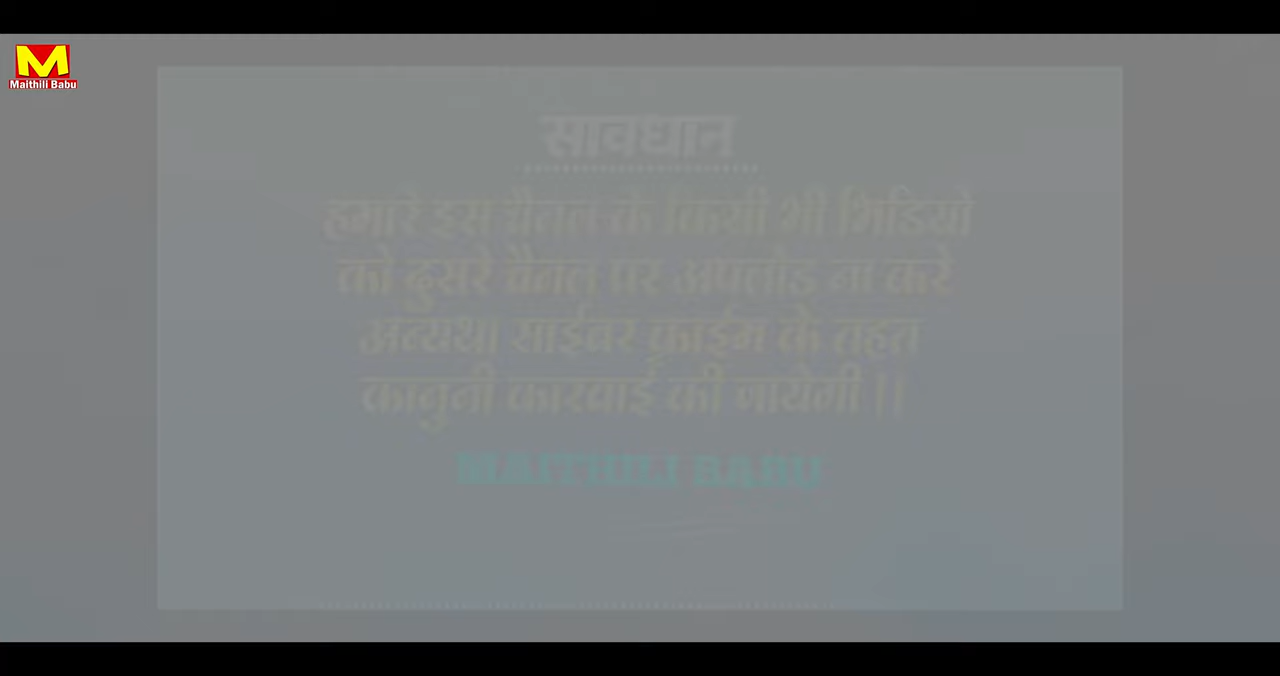 M
Maithili Babu
सावधान
हमारे इस चैनल के किसी भी भिडियो
को दुसरे चैनल पर अपलोड ना करे
अन्यथा साईबर क्राईम के तहत
कानुनी कारवाई की जायेगी ||
MAITHILI BABU